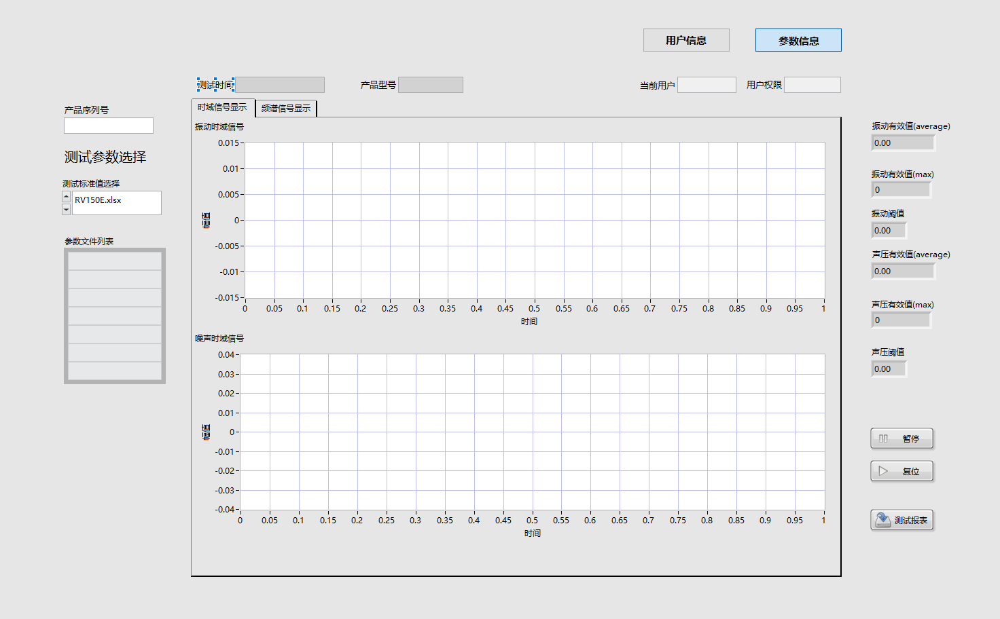 用户信息 参数信息
测试时间 产品型号 当前用户 用户权限
产品序列号
测试参数选择
测试标准值选择
RV150E.xlsx
参数文件列表
时域信号显示 频谱信号显示
振动时域信号
0.015
0.01
0.005
0
-0.005
-0.01
-0.015
幅值
0 0.05 0.1 0.15 0.2 0.25 0.3 0.35 0.4 0.45 0.5 0.55 0.6 0.65 0.7 0.75 0.8 0.85 0.9 0.95 1
时间
噪声时域信号
0.04
0.03
0.02
0.01
0
-0.01
-0.02
-0.03
-0.04
幅值
0 0.05 0.1 0.15 0.2 0.25 0.3 0.35 0.4 0.45 0.5 0.55 0.6 0.65 0.7 0.75 0.8 0.85 0.9 0.95 1
时间
振动有效值(average)
0.00
振动有效值(max)
0
振动阈值
0.00
声压有效值(average)
0.00
声压有效值(max)
0
声压阈值
0.00
暂停
复位
测试报表